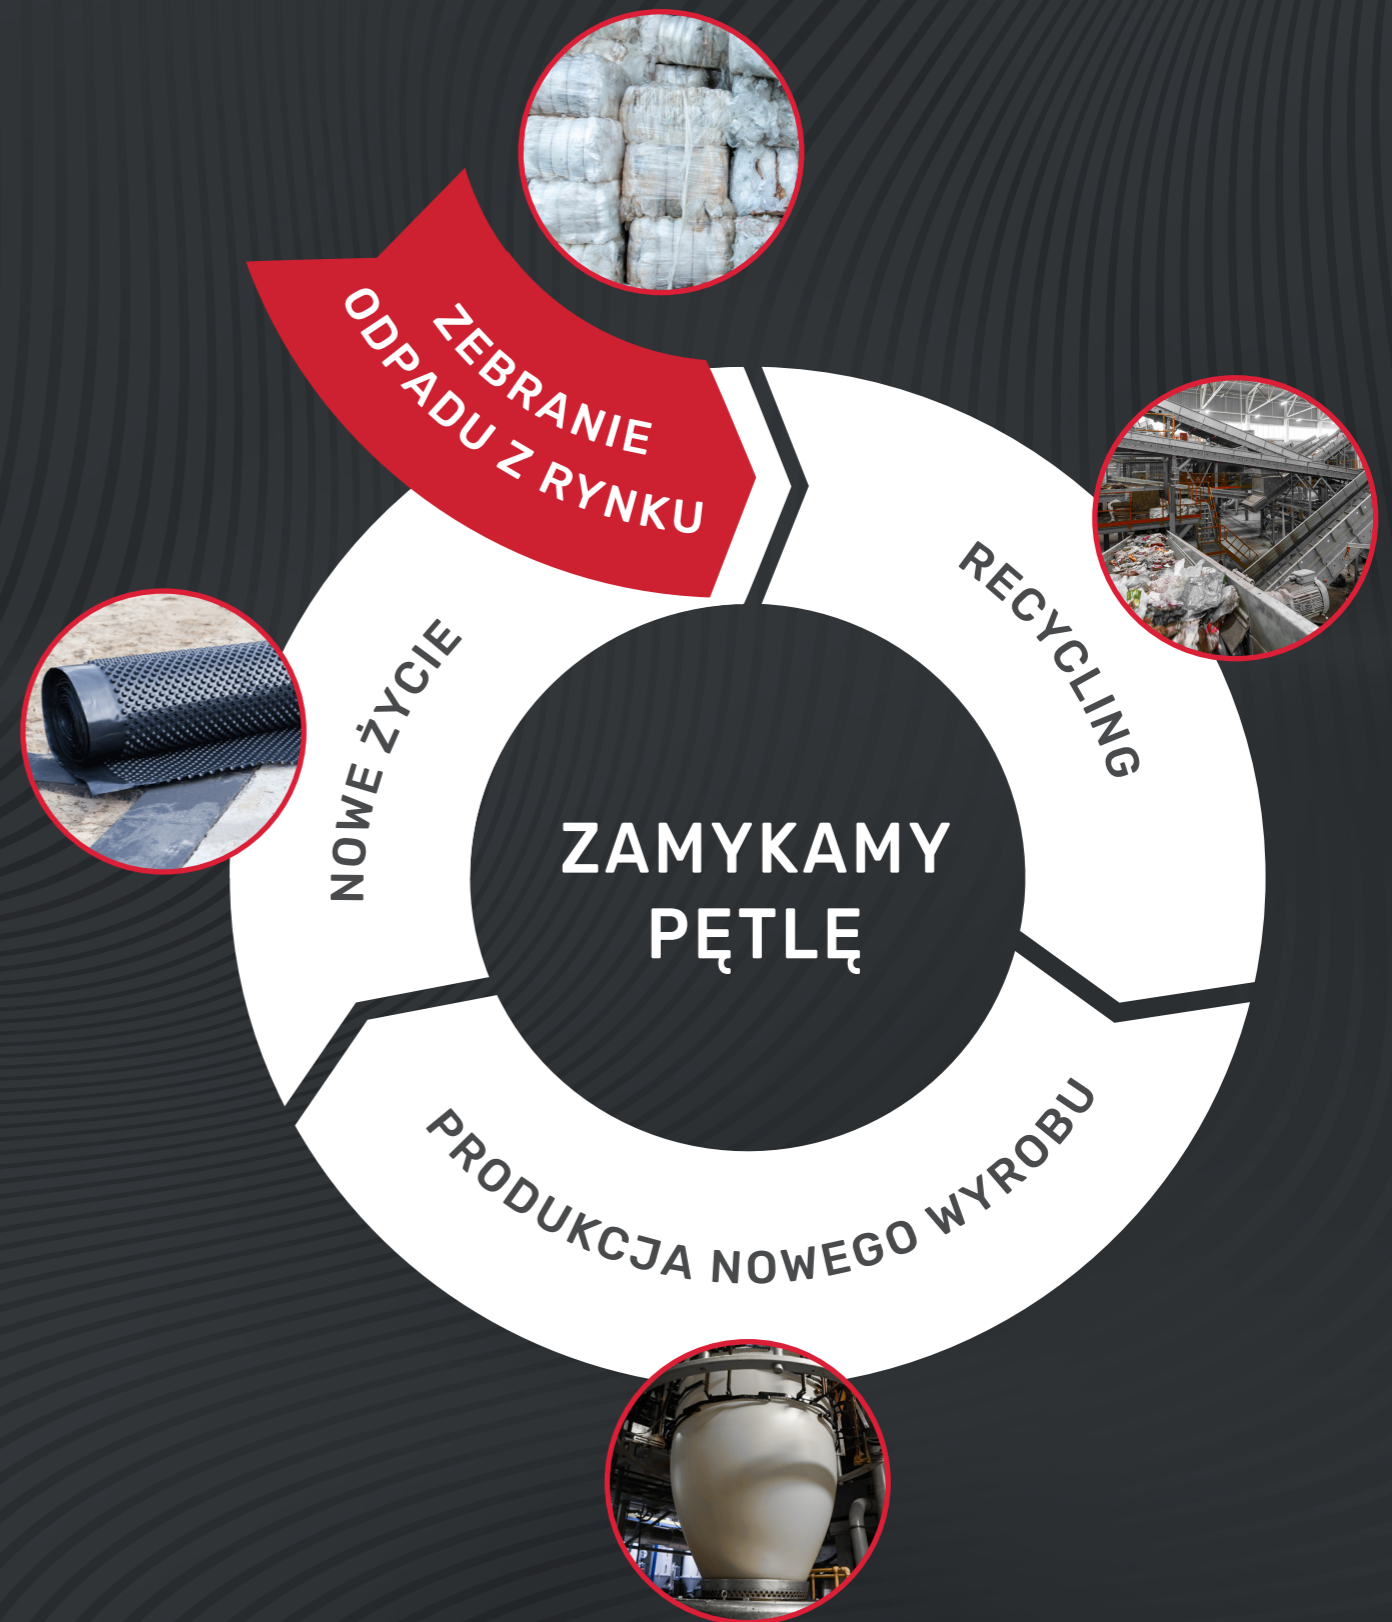 ZEBRANIE
ODPADU Z RYNKU
RECYCLING
PRODUKCJA NOWEGO WYROBU
NOWE ŻYCIE
ZAMYKAMY
PĘTLĘ